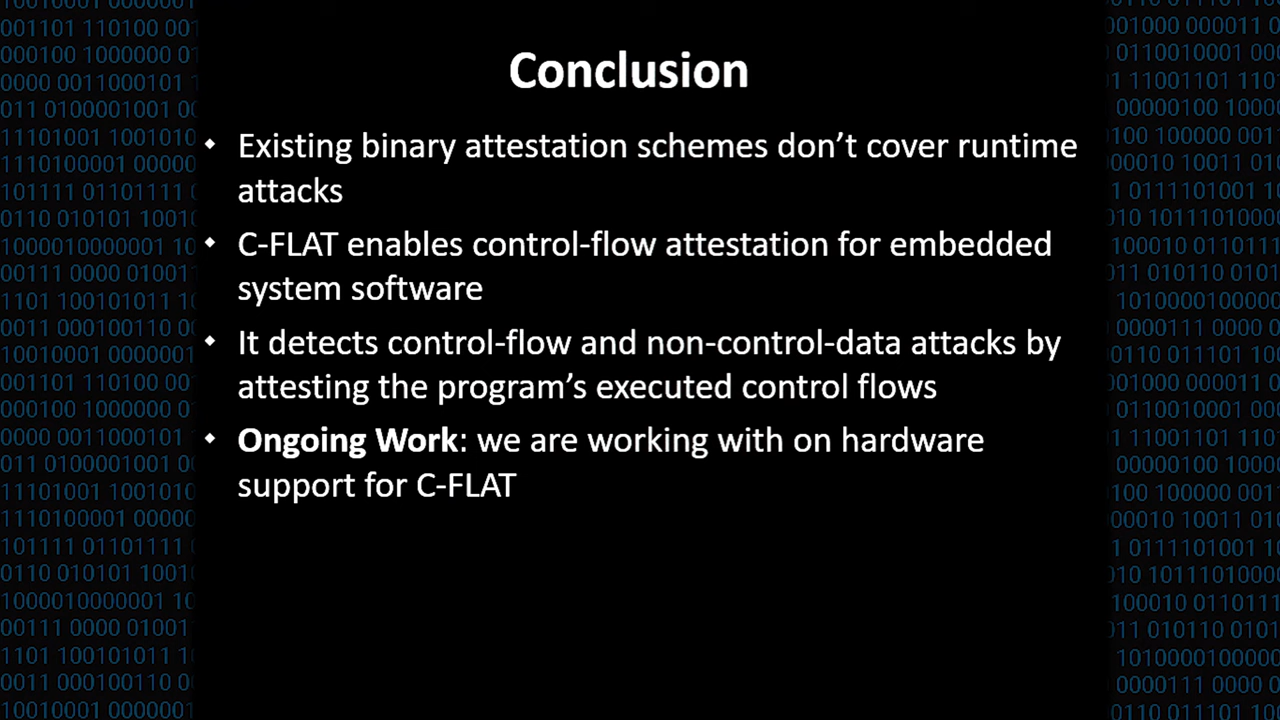 Conclusion
• Existing binary attestation schemes don’t cover runtime
attacks
• C-FLAT enables control-flow attestation for embedded
system software
• It detects control-flow and non-control-data attacks by
attesting the program’s executed control flows
• Ongoing Work: we are working with on hardware
support for C-FLAT